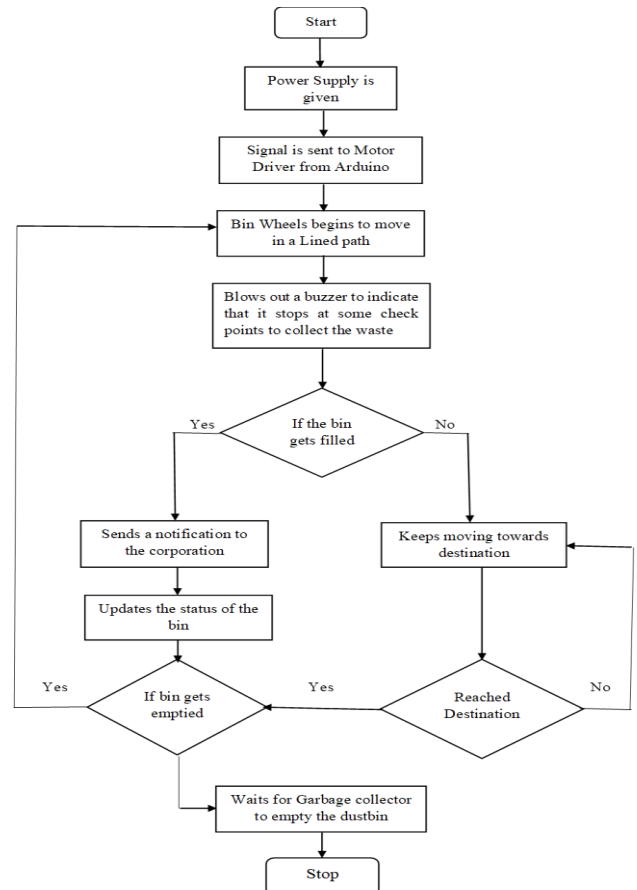 Start
Power Supply is
given
Signal is sent to Motor
Driver from Arduino
Bin Wheels begins to move
in a Lined path
Blows out a buzzer to indicate
that it stops at some check
points to collect the waste
Yes
If the bin
gets filled
No
Sends a notification to
the corporation
Keeps moving towards
destination
Updates the status of the
bin
Yes
If bin gets
emptied
Yes
Reached
Destination
No
Waits for Garbage collector
to empty the dustbin
Stop